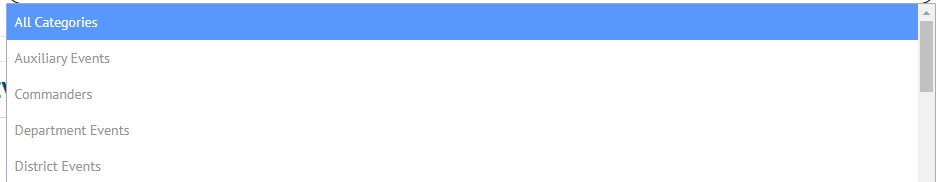 All Categories
Auxiliary Events
Commanders
Department Events
District Events